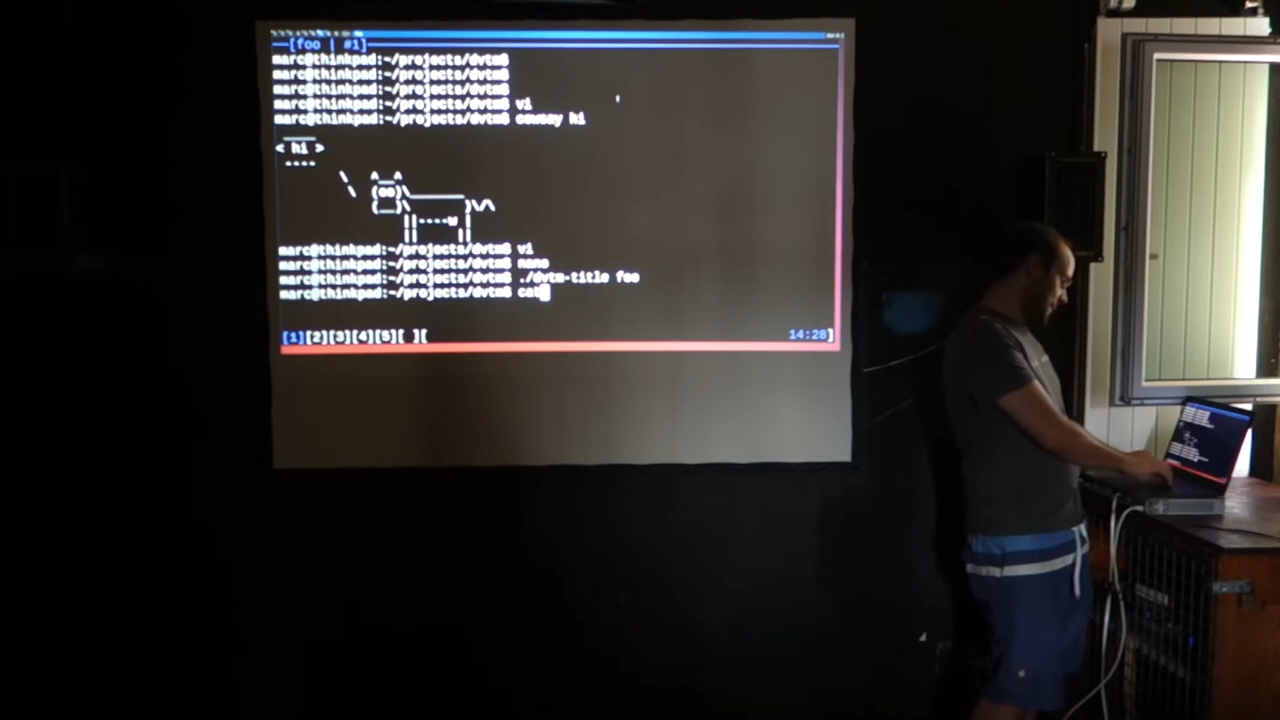 [foo | #1]
marc@thinkpad:~/projects/dvtm$
marc@thinkpad:~/projects/dvtm$
marc@thinkpad:~/projects/dvtm$
marc@thinkpad:~/projects/dvtm$ vi
marc@thinkpad:~/projects/dvtm$ cowsay hi
< hi >
marc@thinkpad:~/projects/dvtm$ vi
marc@thinkpad:~/projects/dvtm$ nano
marc@thinkpad:~/projects/dvtm$ ./dvtm-title foo
marc@thinkpad:~/projects/dvtm$ cat
[1][2][3][4][5][ ][ 14:28]